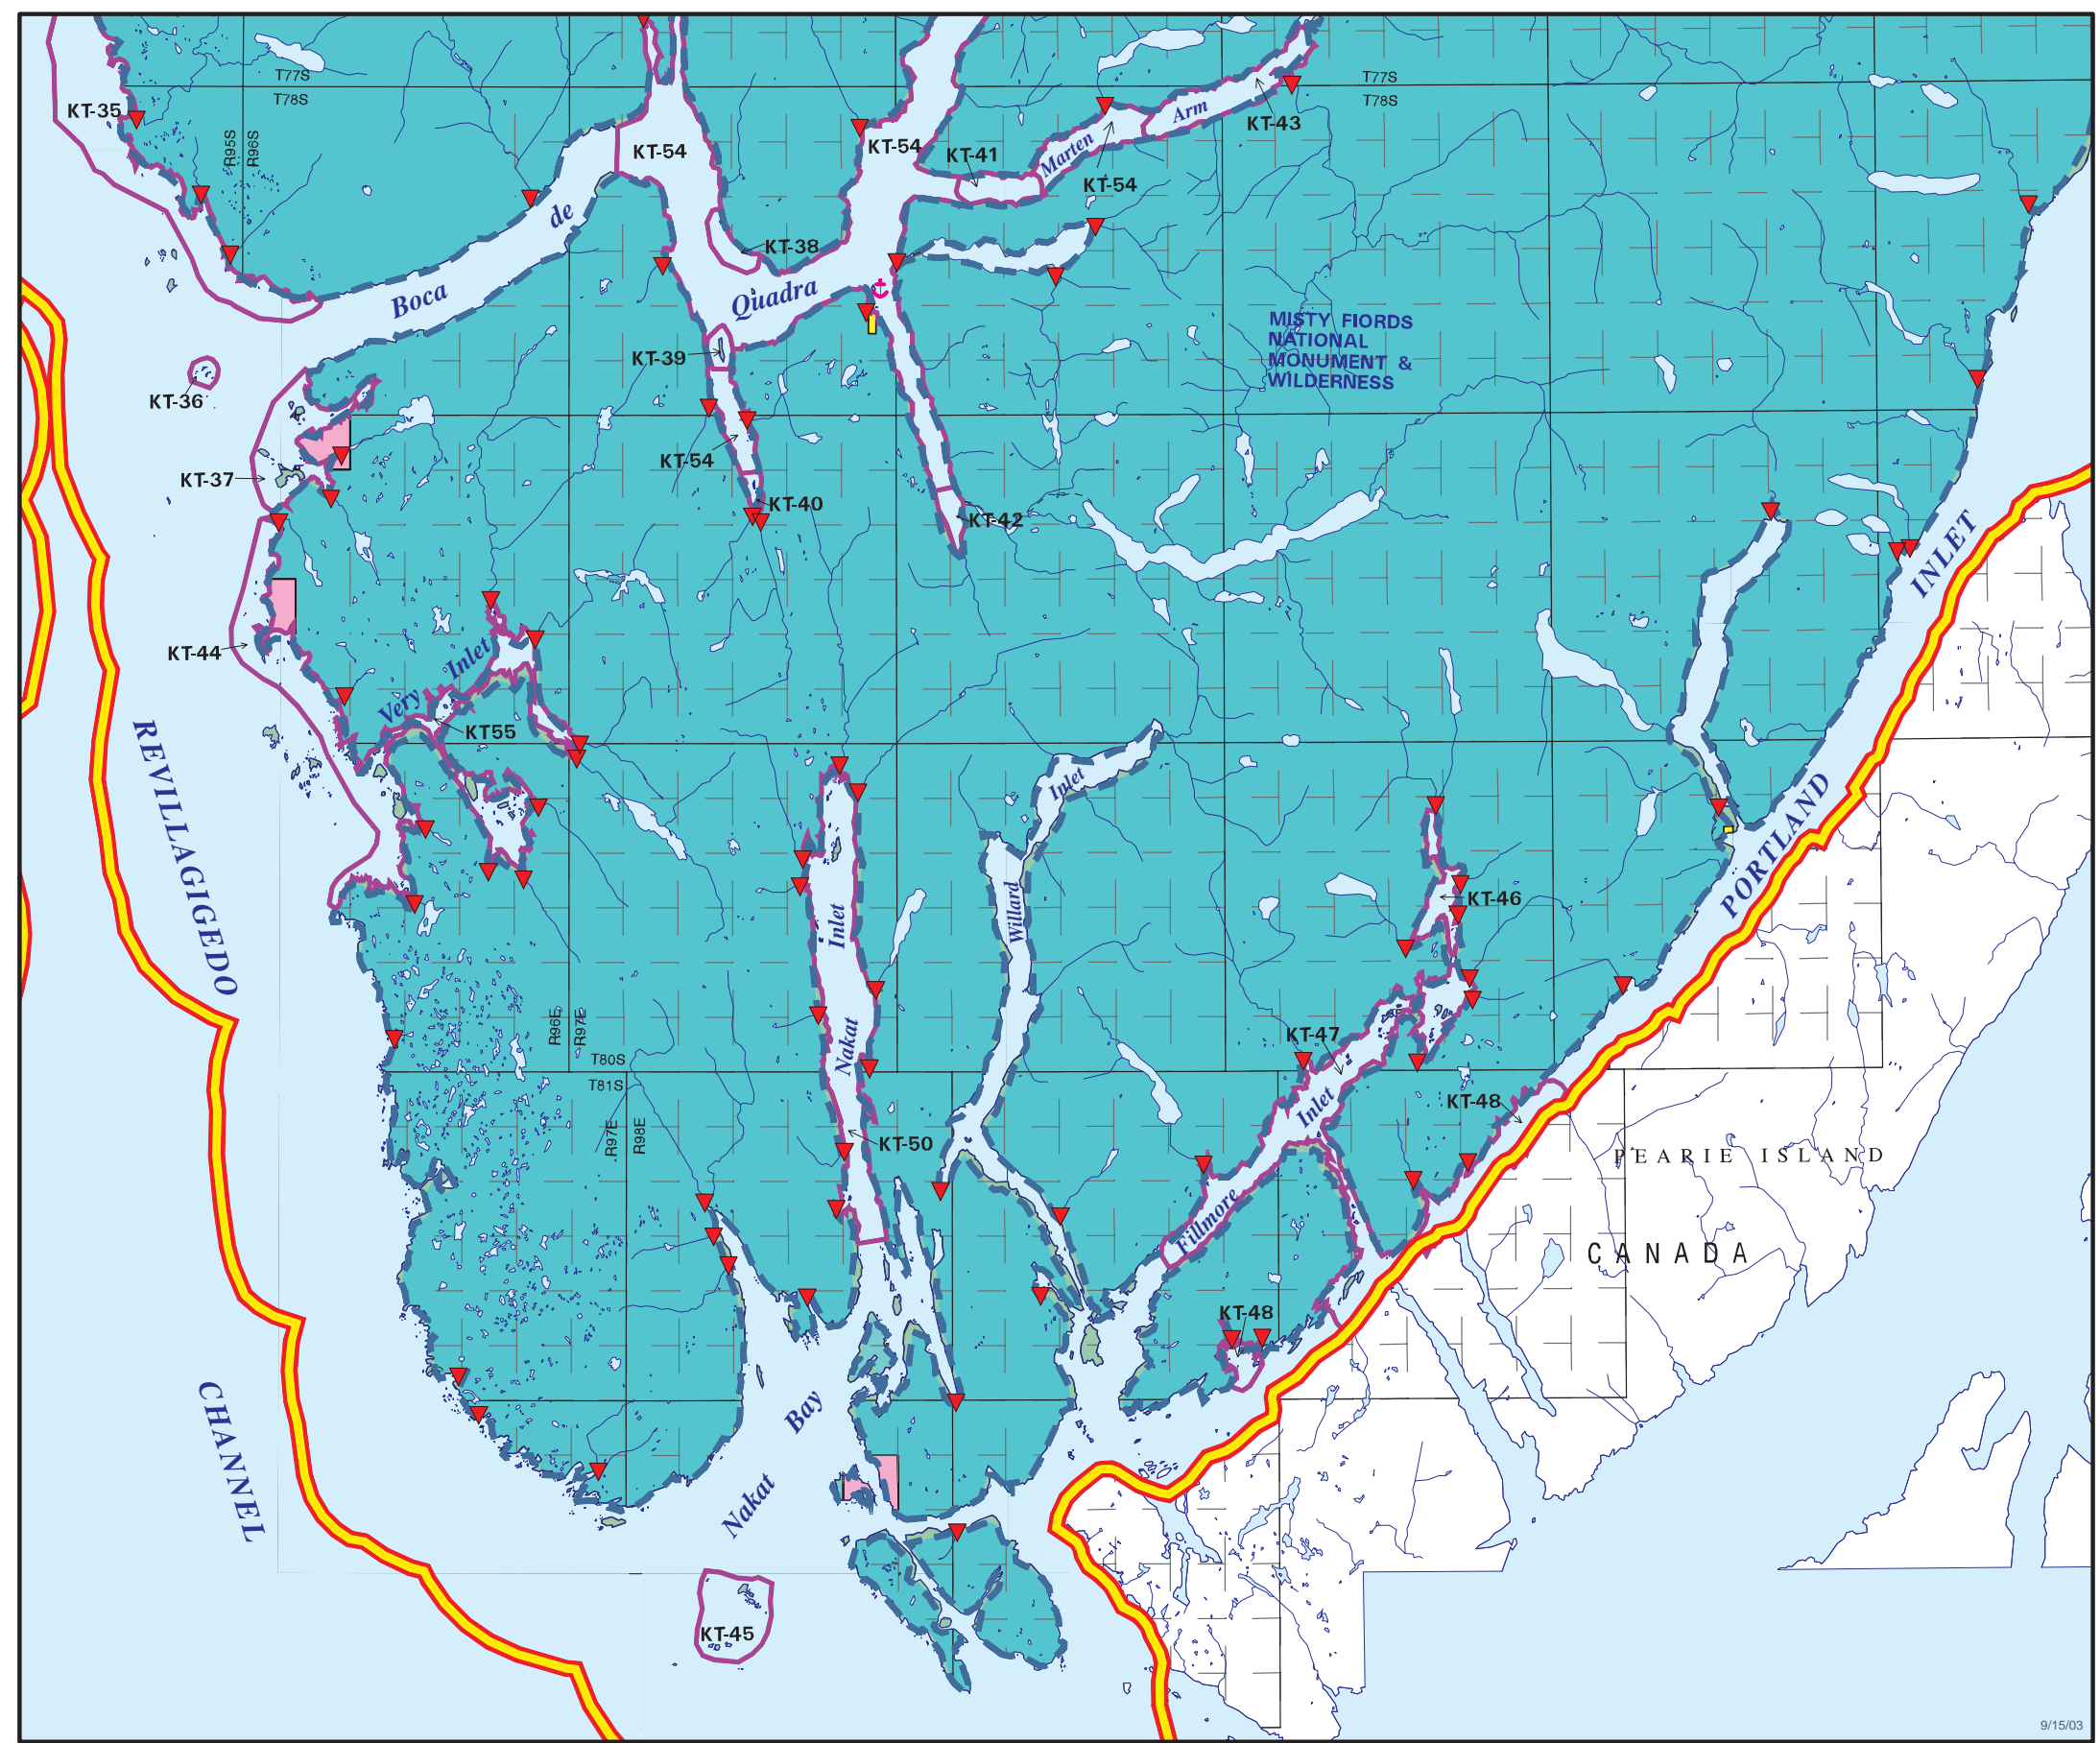 T77S
T78S
KT-35
R95S
R96S
KT-54
KT-54
KT-41
Marten
Arm
KT-43
KT-54
T77S
T78S
de
Boca
Quadra
KT-38
KT-39
KT-36
KT-37
KT-54
KT-40
KT-42
MISTY FIORDS
NATIONAL
MONUMENT &
WILDERNESS
PORTLAND INLET
KT-44
Very Inlet
KT55
REVILLAGIGEDO
CHANNEL
Inlet
Willard
Inlet
Nakat
KT-46
KT-47
Inlet
Fillmore
KT-48
R96E
R97E
T80S
T81S
R97E
R98E
KT-50
PEARIE ISLAND
CANADA
KT-48
Bay
Nakat
KT-45
9/15/03